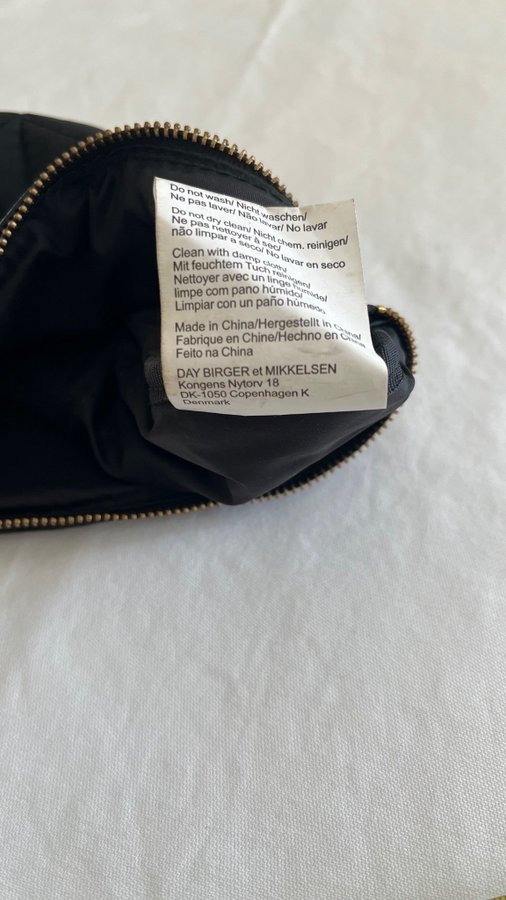 Do not wash/ Nicht waschen/
Ne pas laver/ Não lavar/ No lavar
Do not dry clean/ Nicht chem. reinigen/
Ne pas nettoyer à sec/
não limpar a seco/ No lavar en seco
Clean with damp cloth/
Mit feuchtem Tuch reinigen/
Nettoyer avec un linge humide/
limpe com pano húmido/
Limpiar con un paño húmedo
Made in China/Hergestellt in China/
Fabrique en Chine/Hechno en China/
Feito na China
DAY BIRGER et MIKKELSEN
Kongens Nytorv 18
DK-1050 Copenhagen K
Denmark